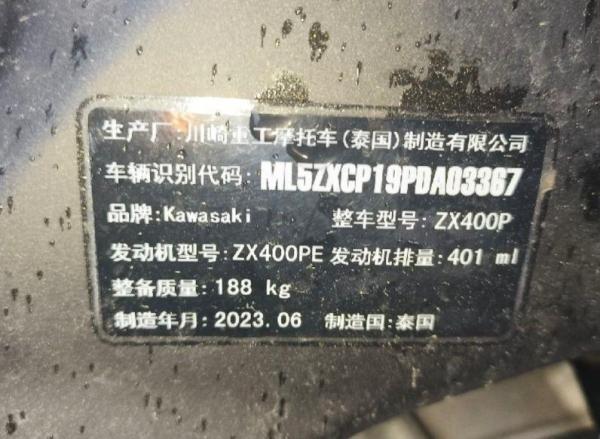 生产厂:川崎重工摩托车(泰国)制造有限公司
车辆识别代码:ML5ZXCP19PDA03367
品牌:Kawasaki 整车型号:ZX400P
发动机型号:ZX400PE 发动机排量:401 ml
整备质量:188 kg
制造年月:2023.06 制造国:泰国